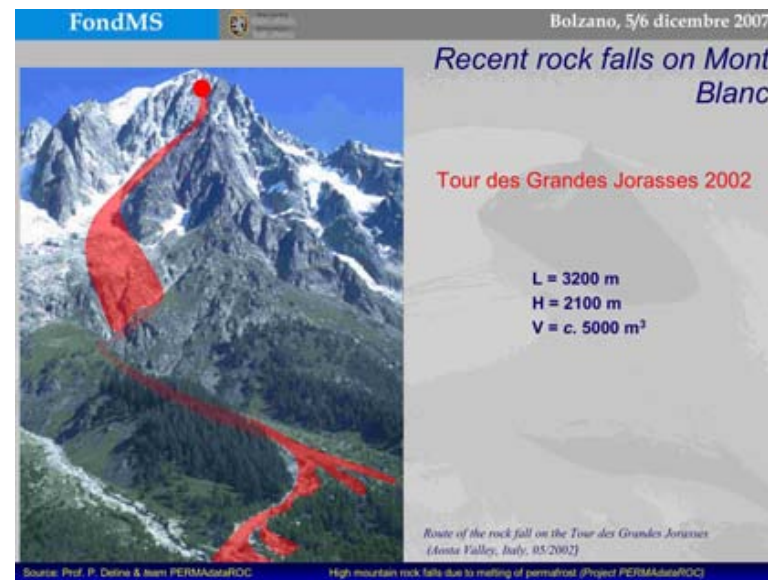 FondMS
Bolzano, 5/6 dicembre 2007
Recent rock falls on Mont
Blanc
Tour des Grandes Jorasses 2002
L = 3200 m
H = 2100 m
V = c. 5000 m³
Route of the rock fall on the Tour des Grandes Jorasses
(Aosta Valley, Italy, 05/2002)
Source: Prof. P. Deline & team PERMAdataROC
High mountain rock falls due to melting of permafrost (Project PERMAdataROC)